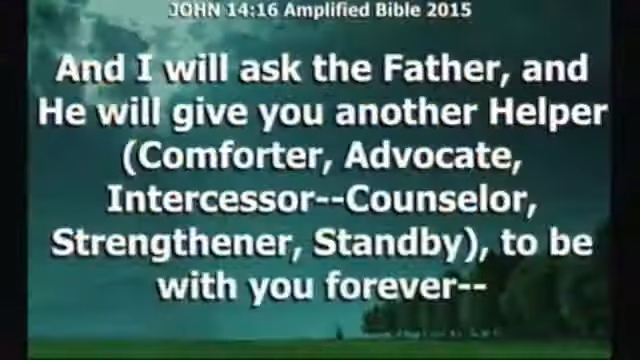 JOHN 14:16 Amplified Bible 2015
And I will ask the Father, and
He will give you another Helper
(Comforter, Advocate,
Intercessor--Counselor,
Strengthener, Standby), to be
with you forever--